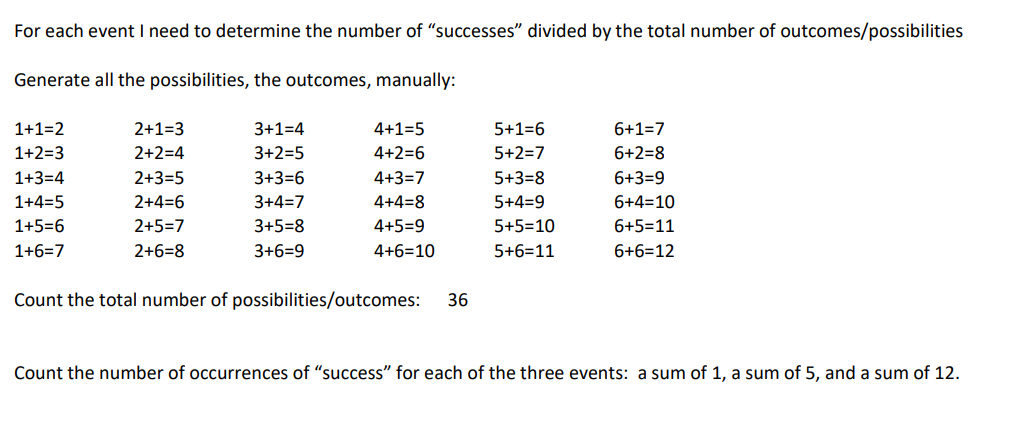 For each event I need to determine the number of “successes” divided by the total number of outcomes/possibilities
Generate all the possibilities, the outcomes, manually:
1+1=2 2+1=3 3+1=4 4+1=5 5+1=6 6+1=7
1+2=3 2+2=4 3+2=5 4+2=6 5+2=7 6+2=8
1+3=4 2+3=5 3+3=6 4+3=7 5+3=8 6+3=9
1+4=5 2+4=6 3+4=7 4+4=8 5+4=9 6+4=10
1+5=6 2+5=7 3+5=8 4+5=9 5+5=10 6+5=11
1+6=7 2+6=8 3+6=9 4+6=10 5+6=11 6+6=12
Count the total number of possibilities/outcomes: 36
Count the number of occurrences of “success” for each of the three events: a sum of 1, a sum of 5, and a sum of 12.